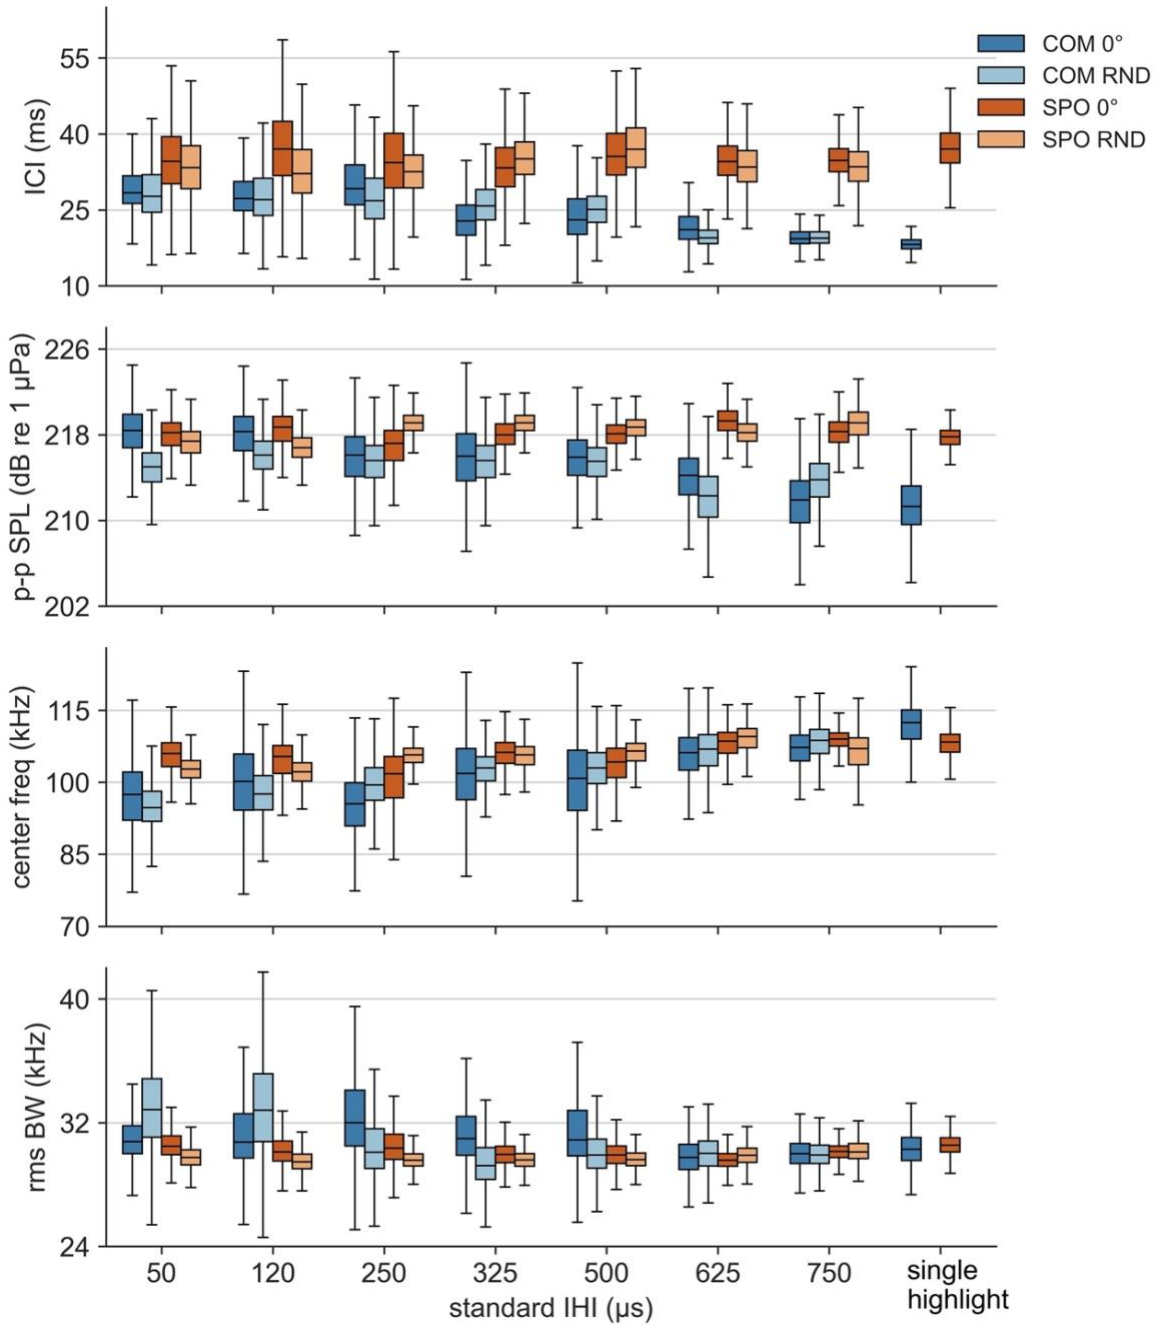 COM 0°
COM RND
SPO 0°
SPO RND
ICI (ms)
55
40
25
10
p-p SPL (dB re 1 µPa)
226
218
210
202
center freq (kHz)
115
100
85
70
rms BW (kHz)
40
32
24
50 120 250 325 500 625 750 single
highlight
standard IHI (µs)